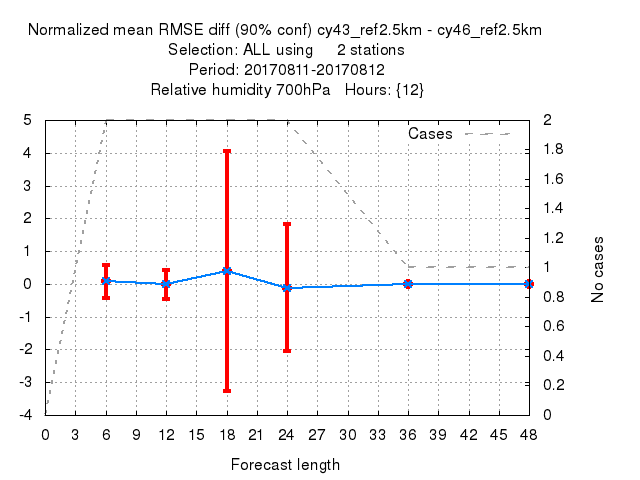 Normalized mean RMSE diff (90% conf) cy43_ref2.5km - cy46_ref2.5km
Selection: ALL using 2 stations
Period: 20170811-20170812
Relative humidity 700hPa Hours: {12}
Cases
5
4
3
2
1
0
-1
-2
-3
-4
2
1.8
1.6
1.4
1.2
1
0.8
0.6
0.4
0.2
0
No cases
0 3 6 9 12 15 18 21 24 27 30 33 36 39 42 45 48
Forecast length